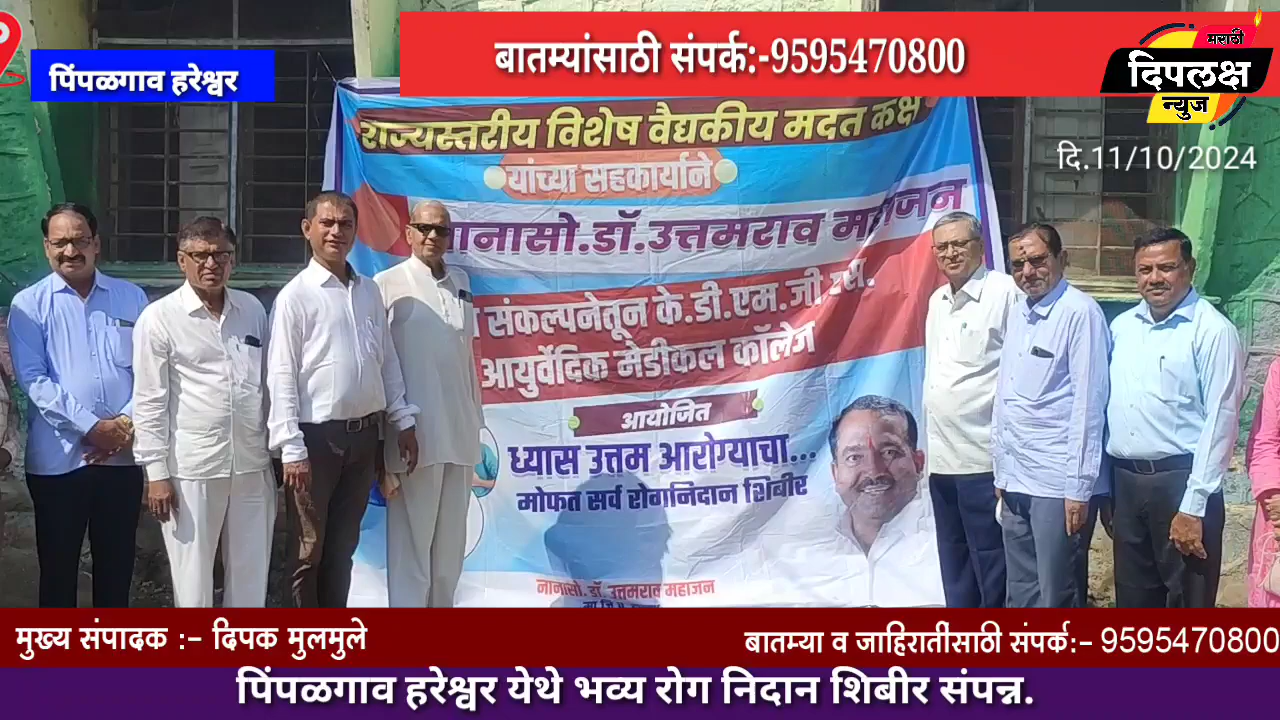 बातम्यांसाठी संपर्क:-9595470800
मराठी
दिपलक्ष
न्युज
पिंपळगाव हरेश्वर
दि.11/10/2024
राज्यस्तरीय विशेष वैद्यकीय मदत कक्ष
यांच्या सहकार्याने
नानासो.डॉ.उत्तमराव महाजन
संकल्पनेतून के.डी.एम.जी एस.
आयुर्वेदिक मेडीकल कॉलेज
आयोजित
ध्यास उत्तम आरोग्याचा...
मोफत सर्व रोगनिदान शिबीर
नानासो. डॉ. उत्तमराव महाजन
मुख्य संपादक :- दिपक मुलमुले
बातम्या व जाहिरातींसाठी संपर्क:- 9595470800
पिंपळगाव हरेश्वर येथे भव्य रोग निदान शिबीर संपन्न.